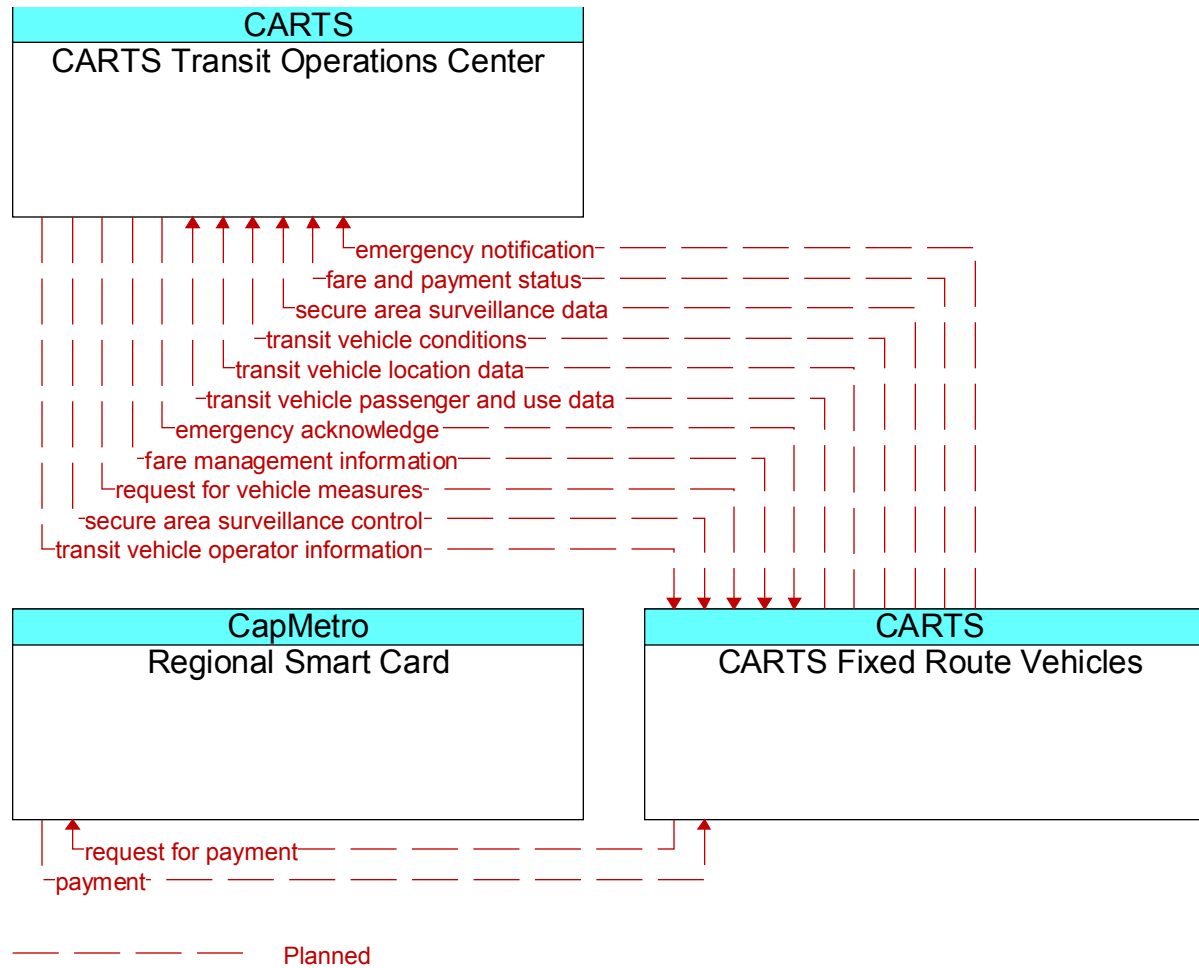 CARTS
CARTS Transit Operations Center
emergency notification
fare and payment status
secure area surveillance data
transit vehicle conditions
transit vehicle location data
transit vehicle passenger and use data
emergency acknowledge
fare management information
request for vehicle measures
secure area surveillance control
transit vehicle operator information
CapMetro
Regional Smart Card
CARTS
CARTS Fixed Route Vehicles
request for payment
payment
Planned